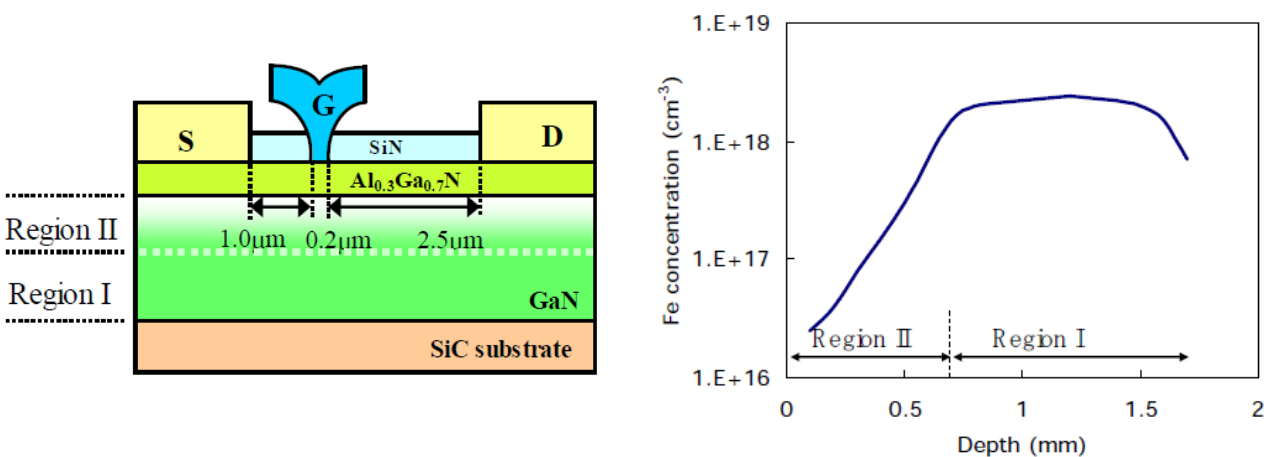 G
S
D
SiN
Al0.3Ga0.7N
Region II
1.0μm 0.2μm 2.5um
Region I
GaN
SiC substrate
1.E+19
1.E+18
1.E+17
1.E+16
Fe concentration (cm-3)
Region Ⅱ
Region I
0 0.5 1 1.5 2
Depth (mm)